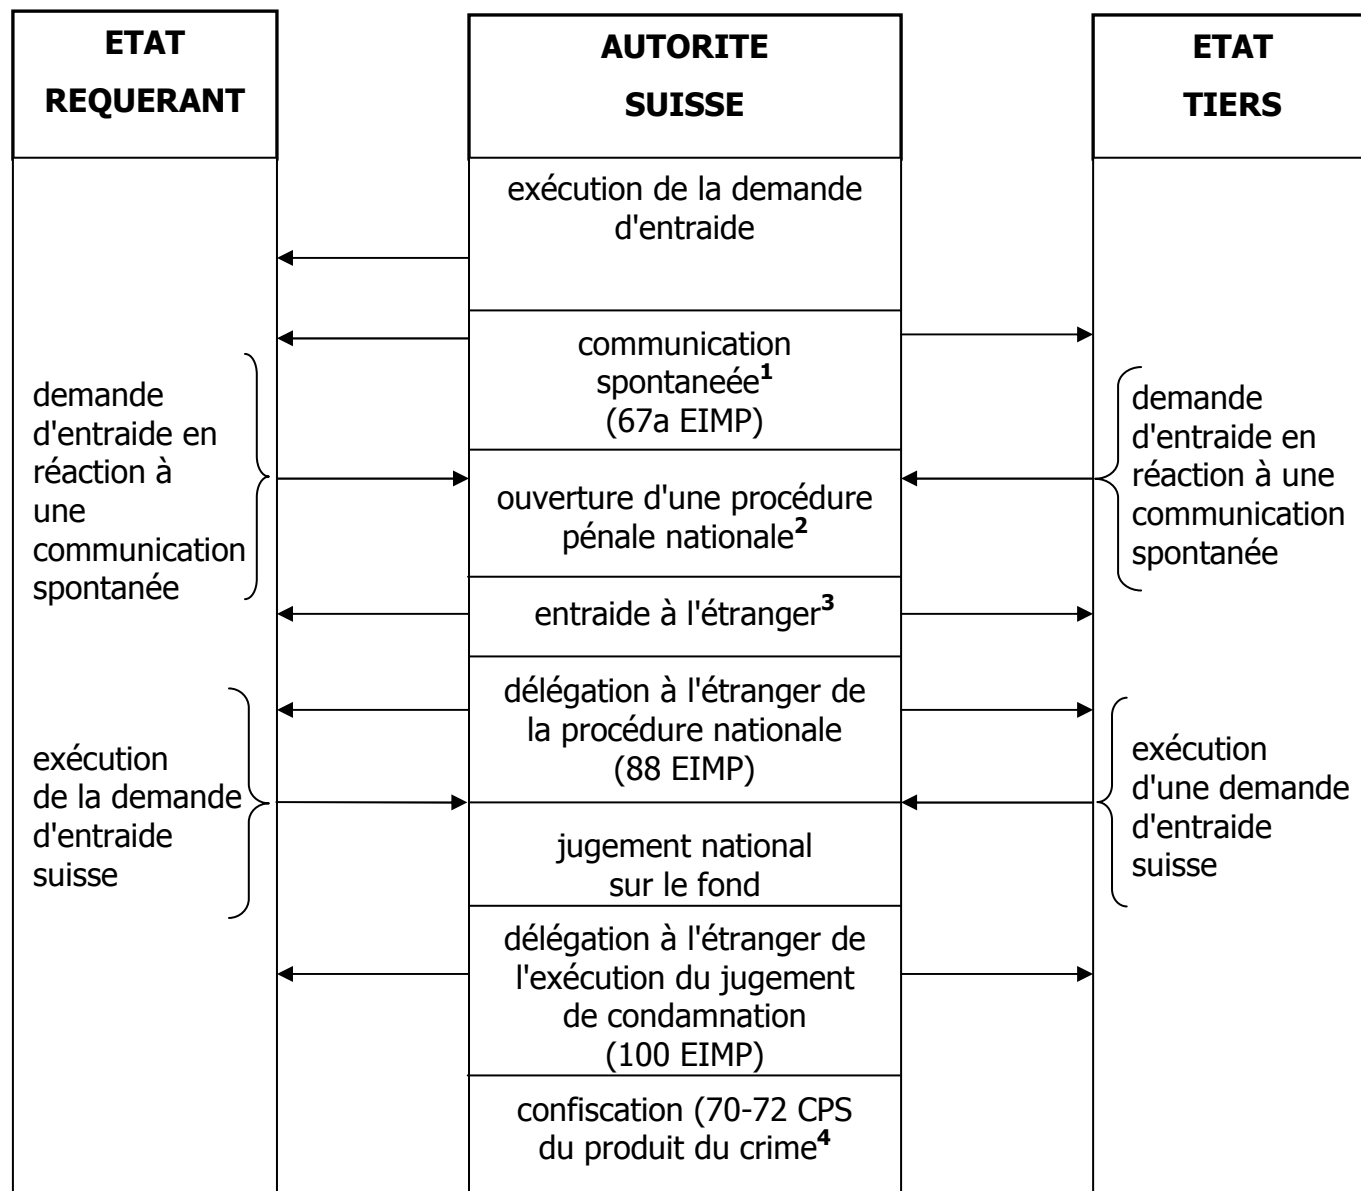 ETAT
REQUERANT
AUTORITE
SUISSE
ETAT
TIERS
exécution de la demande
d'entraide
communication
spontaneée¹
(67a EIMP)
demande
d'entraide en
réaction à
une
communication
spontanée
demande
d'entraide en
réaction à une
communication
spontanée
ouverture d'une procédure
pénale nationale²
entraide à l'étranger³
délégation à l'étranger de
la procédure nationale
(88 EIMP)
exécution
de la demande
d'entraide
suisse
exécution
d'une demande
d'entraide
suisse
jugement national
sur le fond
délégation à l'étranger de
l'exécution du jugement
de condamnation
(100 EIMP)
confiscation (70-72 CPS
du produit du crime⁴